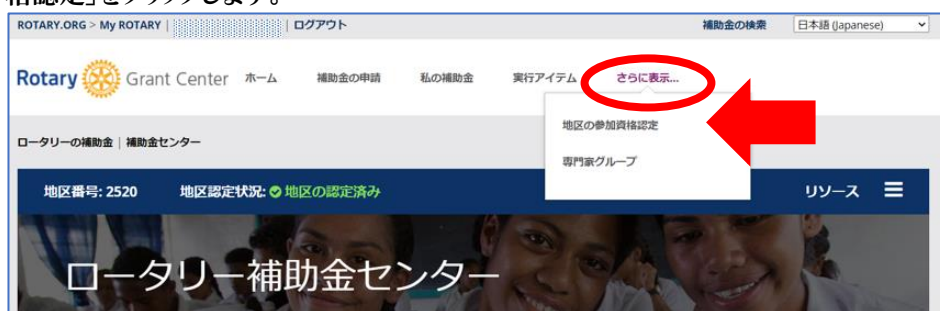 格認定」をクリックします。
ROTARY.ORG > My ROTARY | | ログアウト 補助金の検索 日本語 (Japanese)
Rotary Grant Center ホーム 補助金の申請 私の補助金 実行アイテム さらに表示...
地区の参加資格認定
ロータリーの補助金 | 補助金センター
専門家グループ
地区番号: 2520 地区認定状況: 地区の認定済み リソース
ロータリー補助金センター